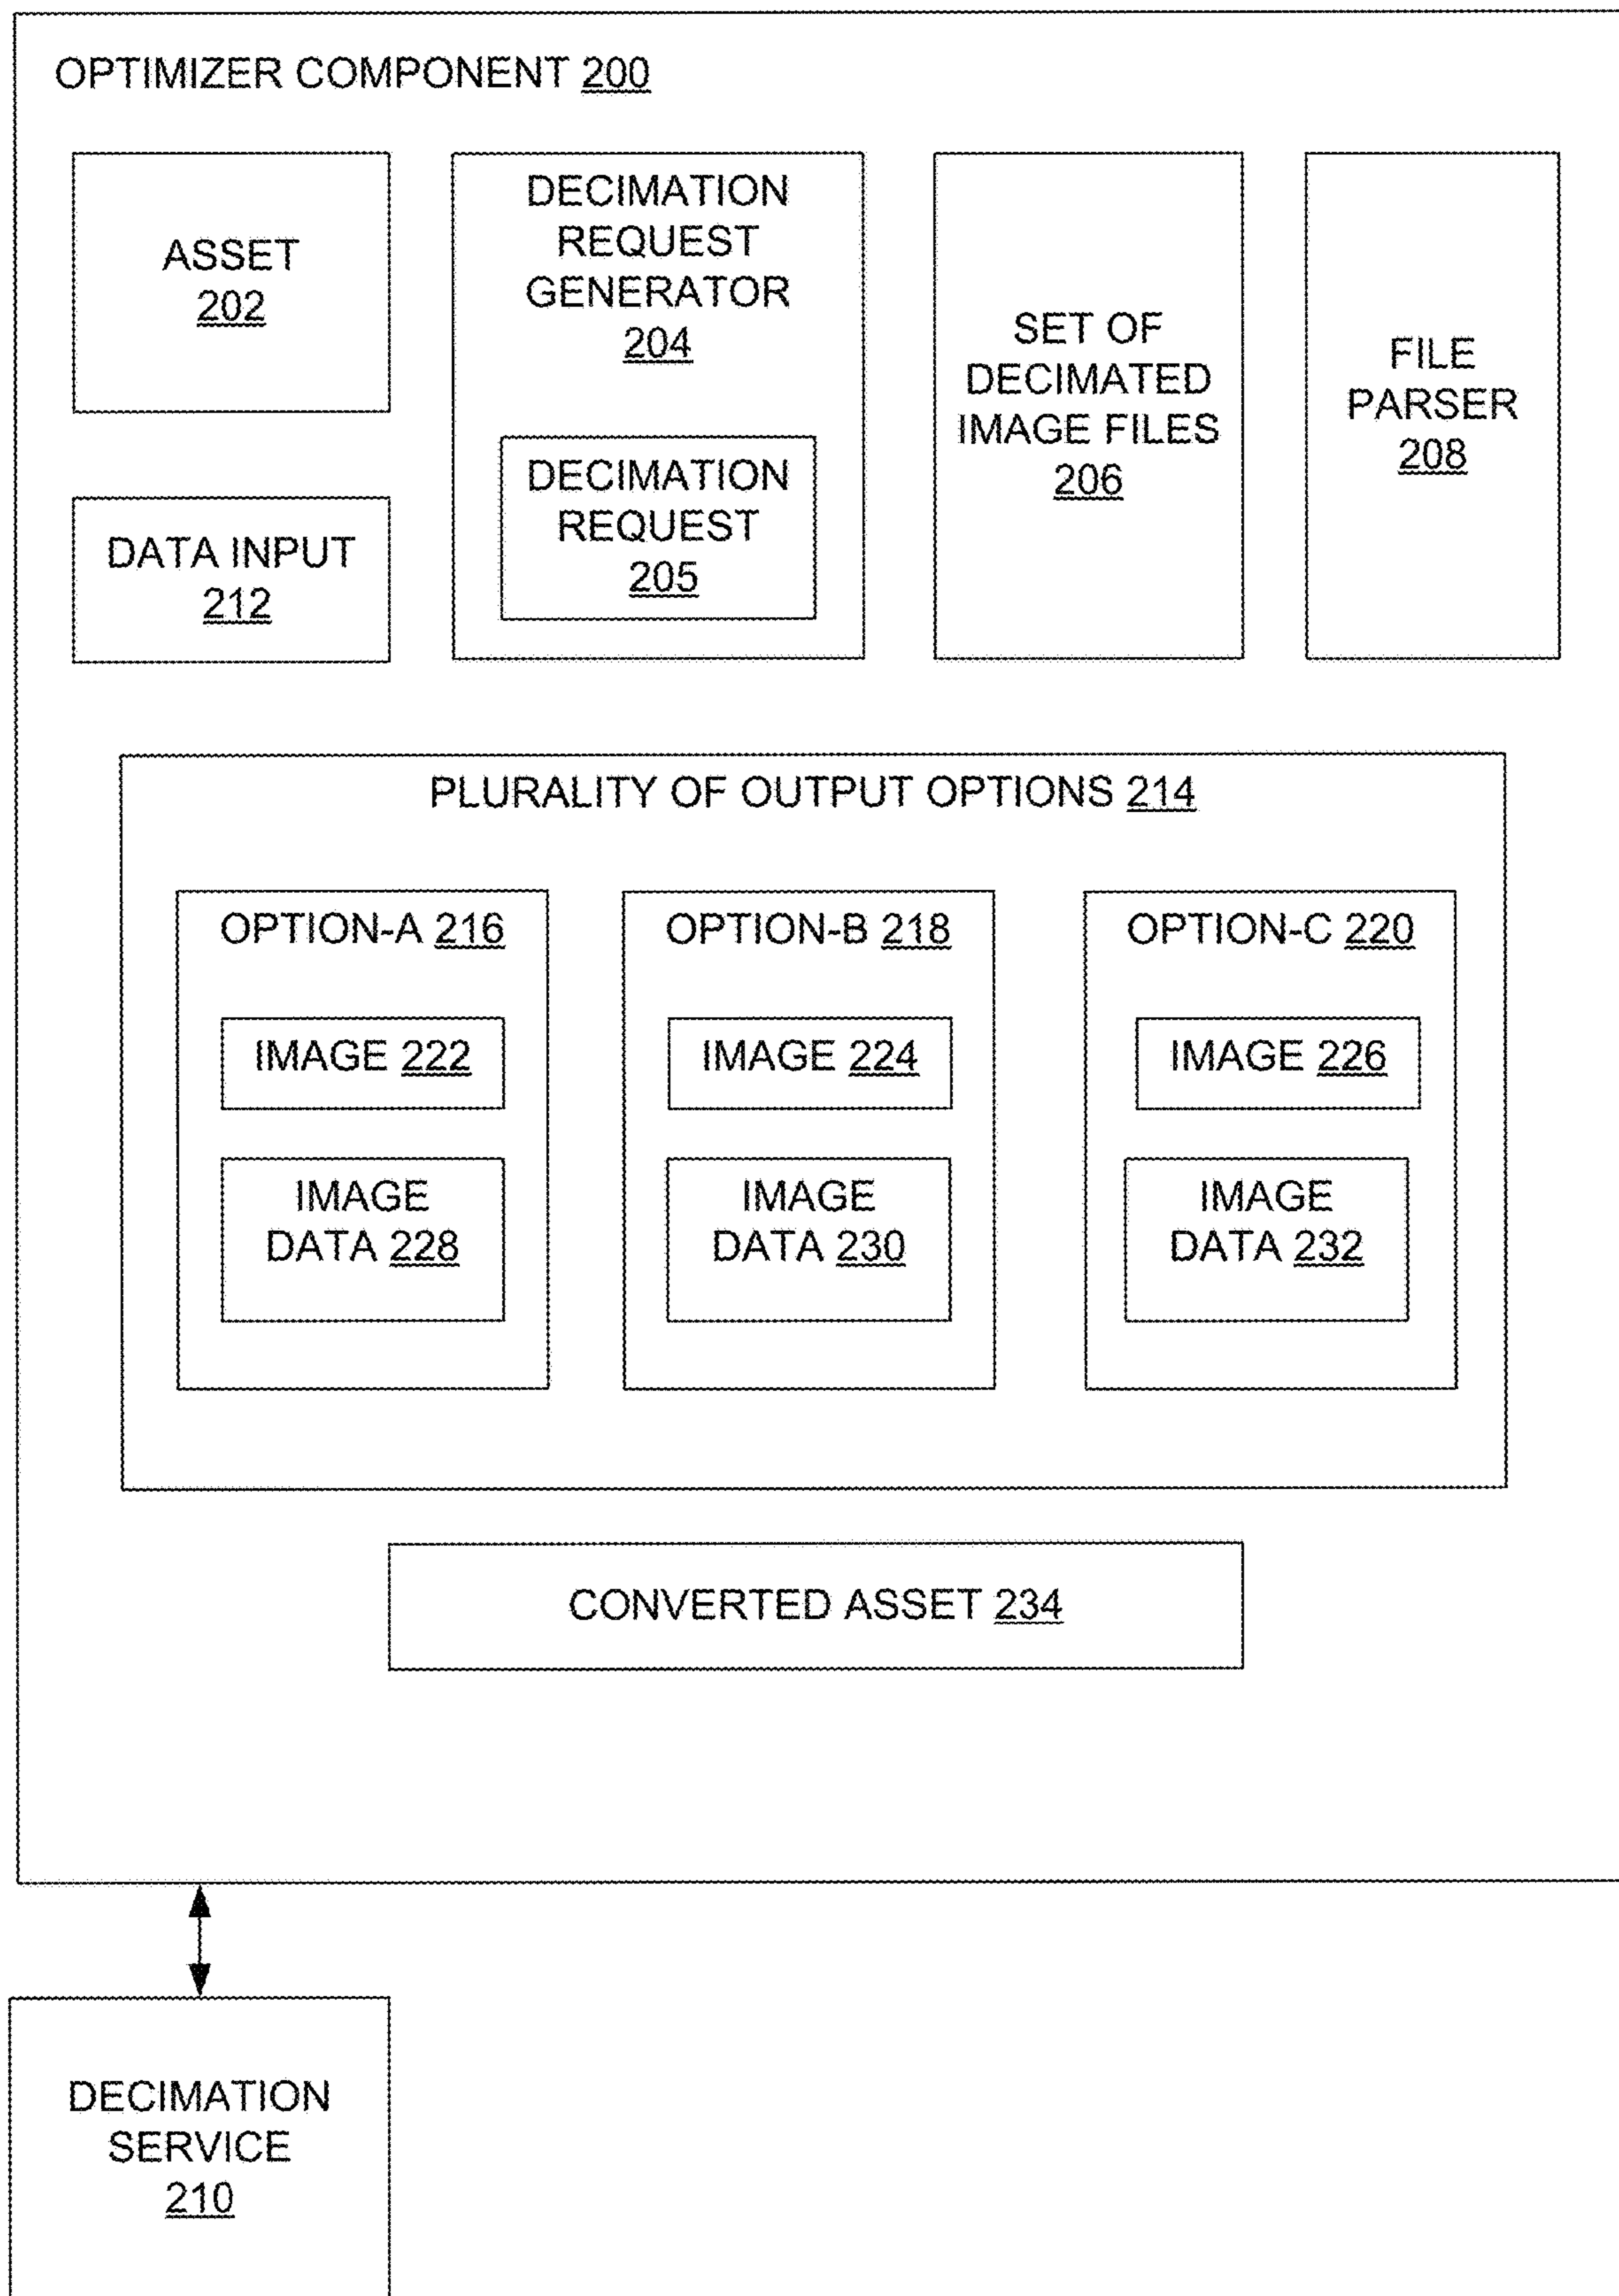 OPTIMIZER COMPONENT 200
ASSET
202
DECIMATION
REQUEST
GENERATOR
204
DECIMATION
REQUEST
205
SET OF
DECIMATED
IMAGE FILES
206
FILE
PARSER
208
DATA INPUT
212
PLURALITY OF OUTPUT OPTIONS 214
OPTION-A 216
IMAGE 222
IMAGE
DATA 228
OPTION-B 218
IMAGE 224
IMAGE
DATA 230
OPTION-C 220
IMAGE 226
IMAGE
DATA 232
CONVERTED ASSET 234
DECIMATION
SERVICE
210